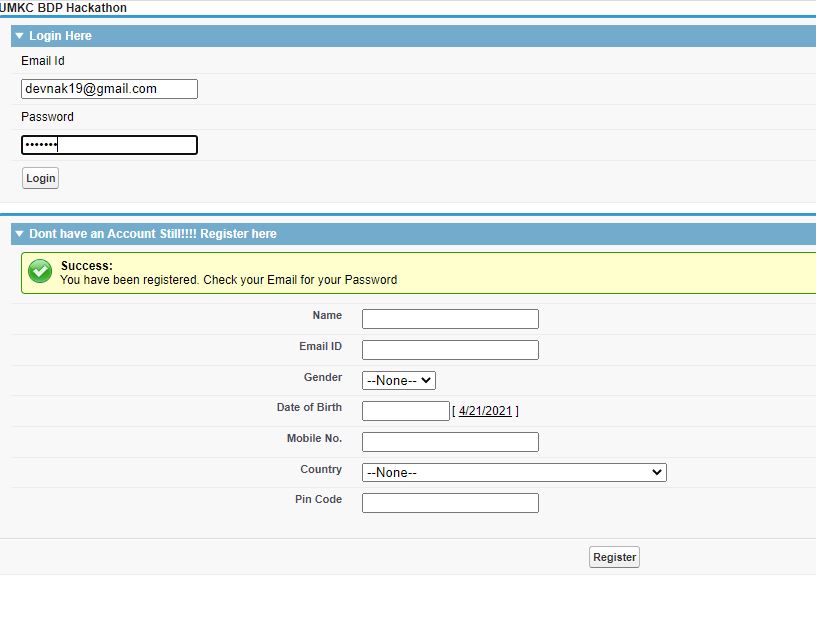 UMKC BDP Hackathon
Login Here
Email Id
devnak19@gmail.com
Password
•••••••
Login
Dont have an Account Still!!!! Register here
Success:
You have been registered. Check your Email for your Password
Name
Email ID
Gender --None--
Date of Birth [ 4/21/2021 ]
Mobile No.
Country --None--
Pin Code
Register